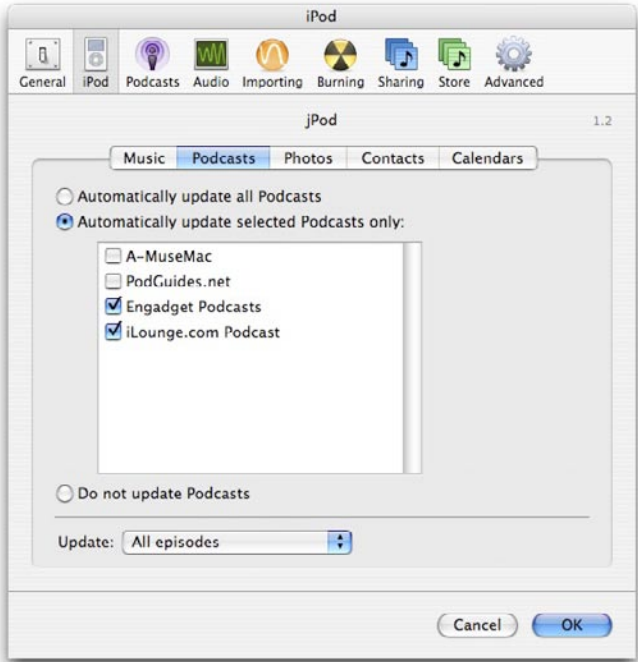 iPod
General iPod Podcasts Audio Importing Burning Sharing Store Advanced
jPod 1.2
Music Podcasts Photos Contacts Calendars
Automatically update all Podcasts
Automatically update selected Podcasts only:
A-MuseMac
PodGuides.net
Engadget Podcasts
iLounge.com Podcast
Do not update Podcasts
Update: All episodes
Cancel OK